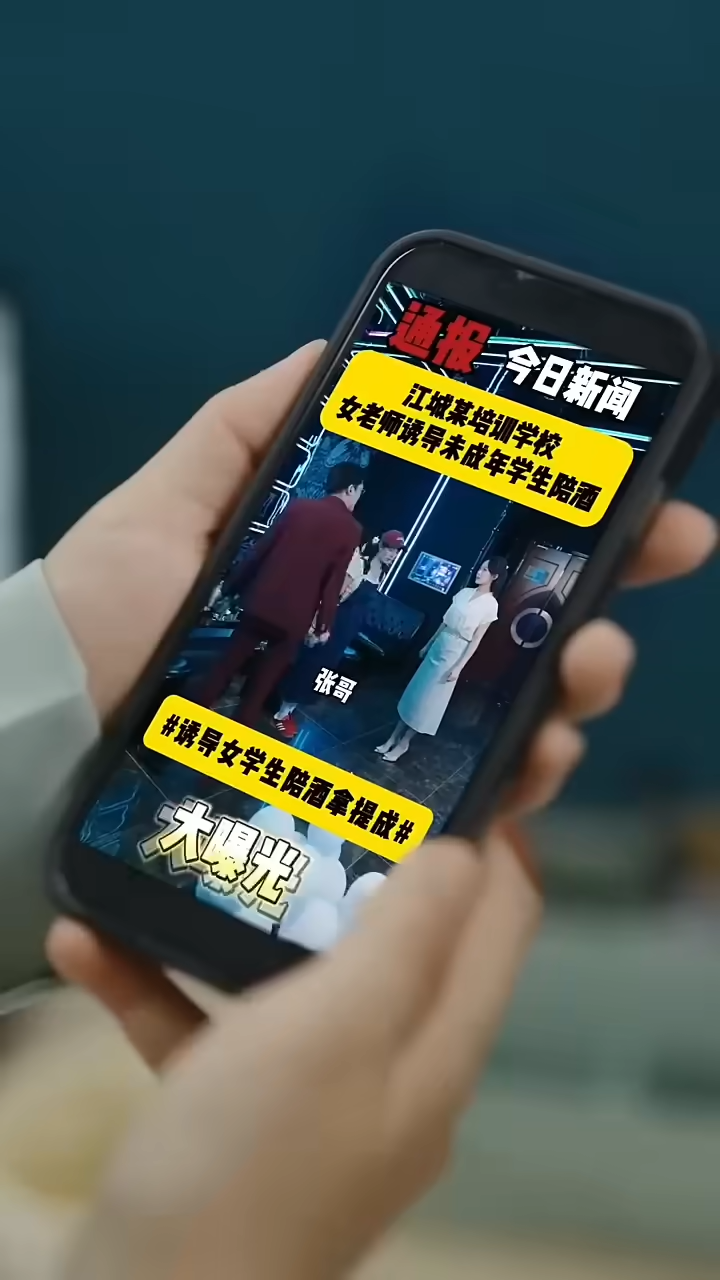 通报
今日新闻
江城某培训学校
女老师诱导未成年学生陪酒
张哥
#诱导女学生陪酒拿提成#
大曝光